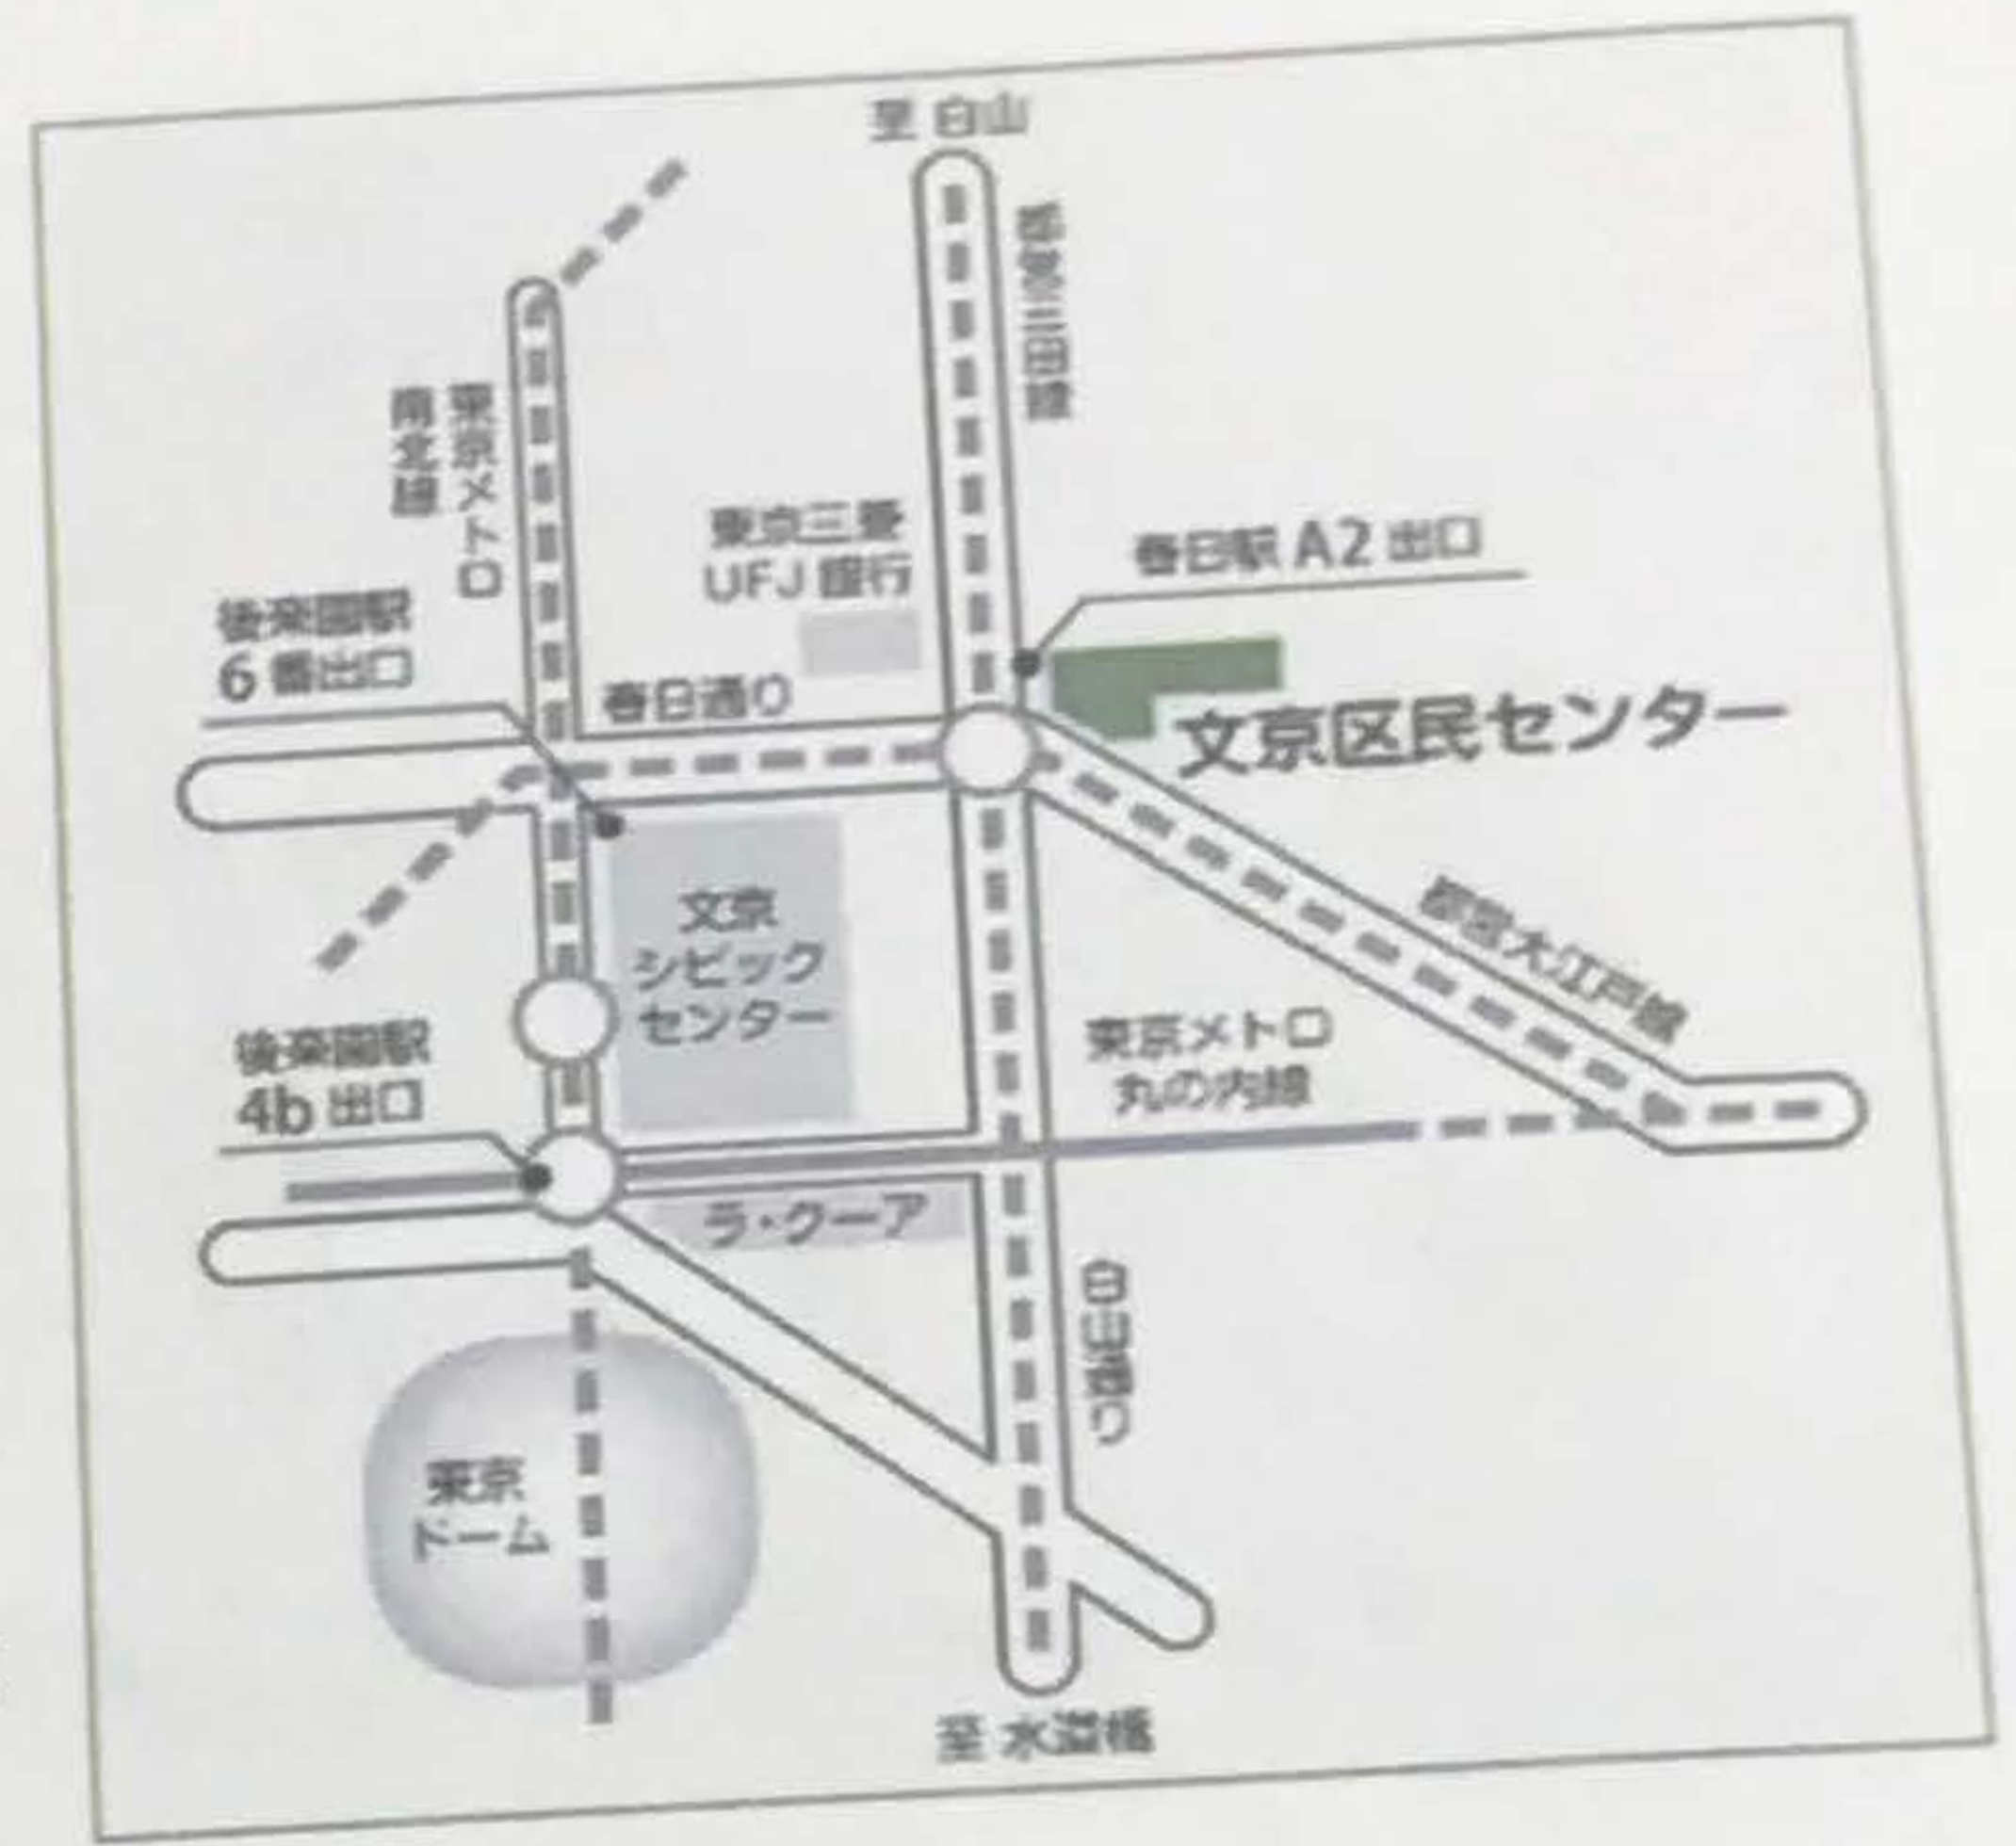 至 白山
都営三田線
東京メトロ
南北線
東京三菱
UFJ 銀行
春日駅 A2 出口
後楽園駅
6 番出口
春日通り
文京区民センター
文京
シビック
センター
都営大江戸線
東京メトロ
丸の内線
後楽園駅
4b 出口
ラ・クーア
白山通り
東京
ドーム
至 水道橋